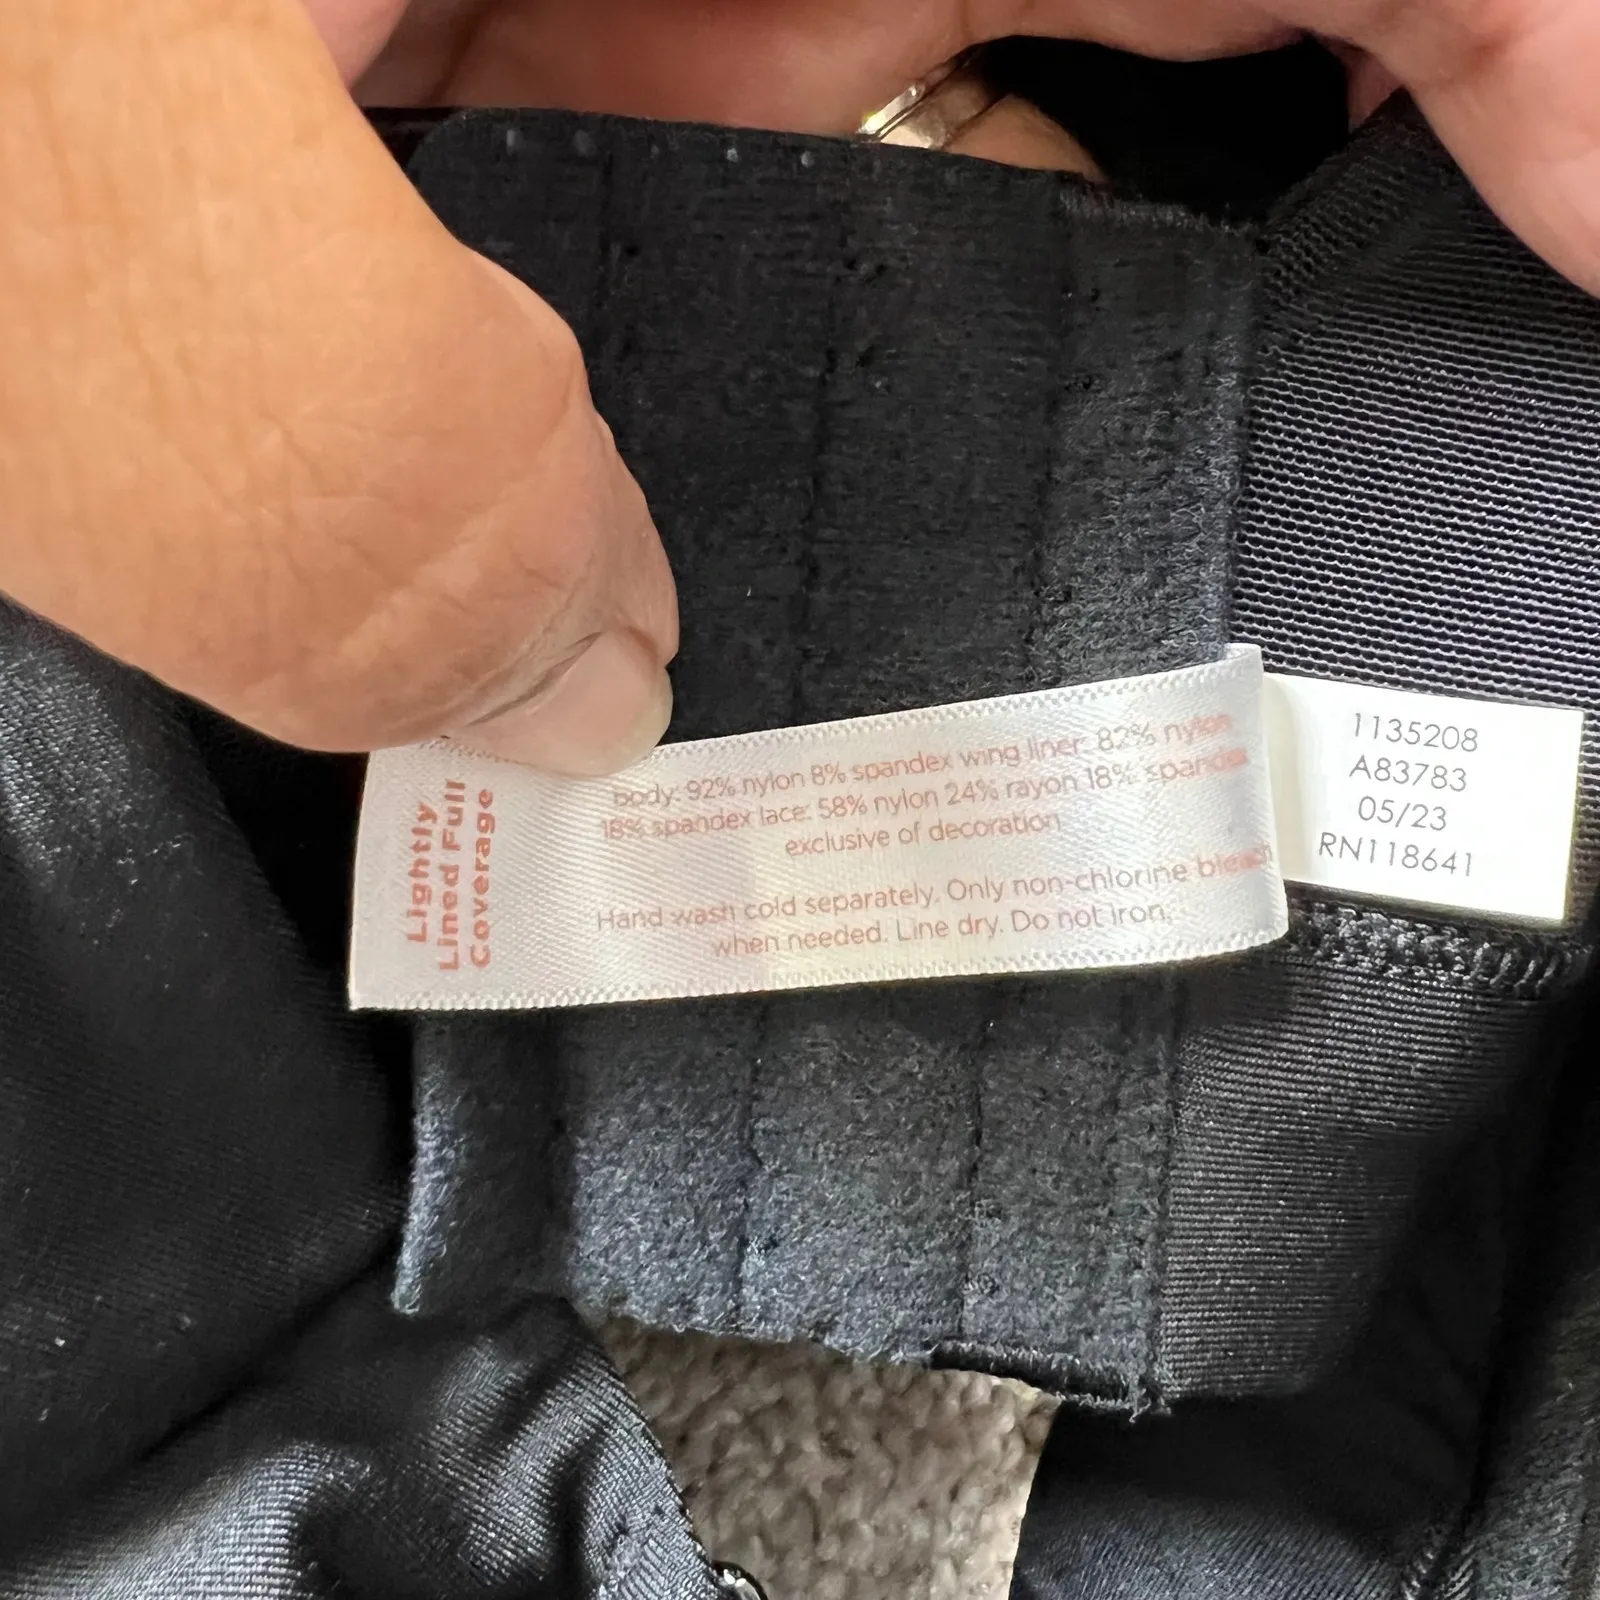 Lightly
Lined Full
Coverage
body: 92% nylon 8% spandex wing liner: 82% nylon
18% spandex lace: 58% nylon 24% rayon 18% spandex
exclusive of decoration
Hand wash cold separately. Only non-chlorine bleach
when needed. Line dry. Do not iron.
1135208
A83783
05/23
RN118641